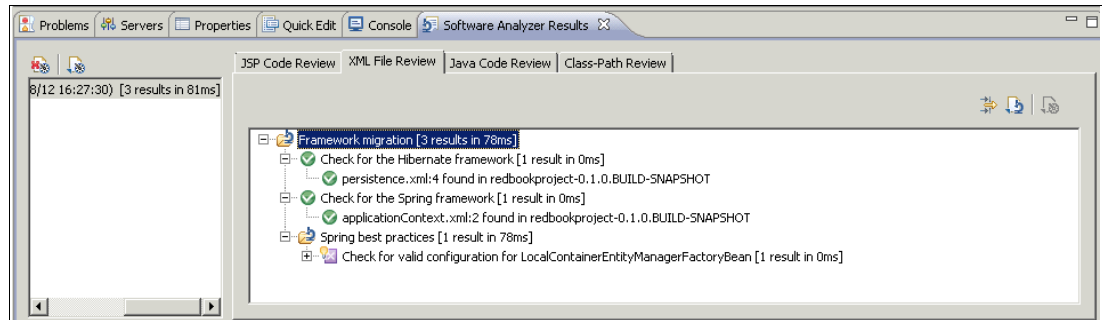 Problems Servers Properties Quick Edit Console Software Analyzer Results
JSP Code Review XML File Review Java Code Review Class-Path Review
8/12 16:27:30) [3 results in 81ms]
Framework migration [3 results in 78ms]
Check for the Hibernate framework [1 result in 0ms]
persistence.xml:4 found in redbookproject-0.1.0.BUILD-SNAPSHOT
Check for the Spring framework [1 result in 0ms]
applicationContext.xml:2 found in redbookproject-0.1.0.BUILD-SNAPSHOT
Spring best practices [1 result in 78ms]
Check for valid configuration for LocalContainerEntityManagerFactoryBean [1 result in 0ms]